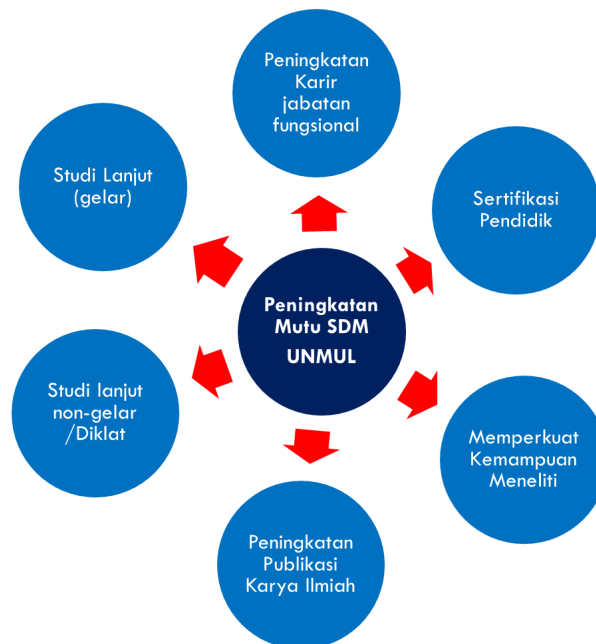 Peningkatan
Karir
jabatan
fungsional
Studi Lanjut
(gelar)
Sertifikasi
Pendidik
Peningkatan
Mutu SDM
UNMUL
Studi lanjut
non-gelar
/Diklat
Memperkuat
Kemampuan
Meneliti
Peningkatan
Publikasi
Karya Ilmiah